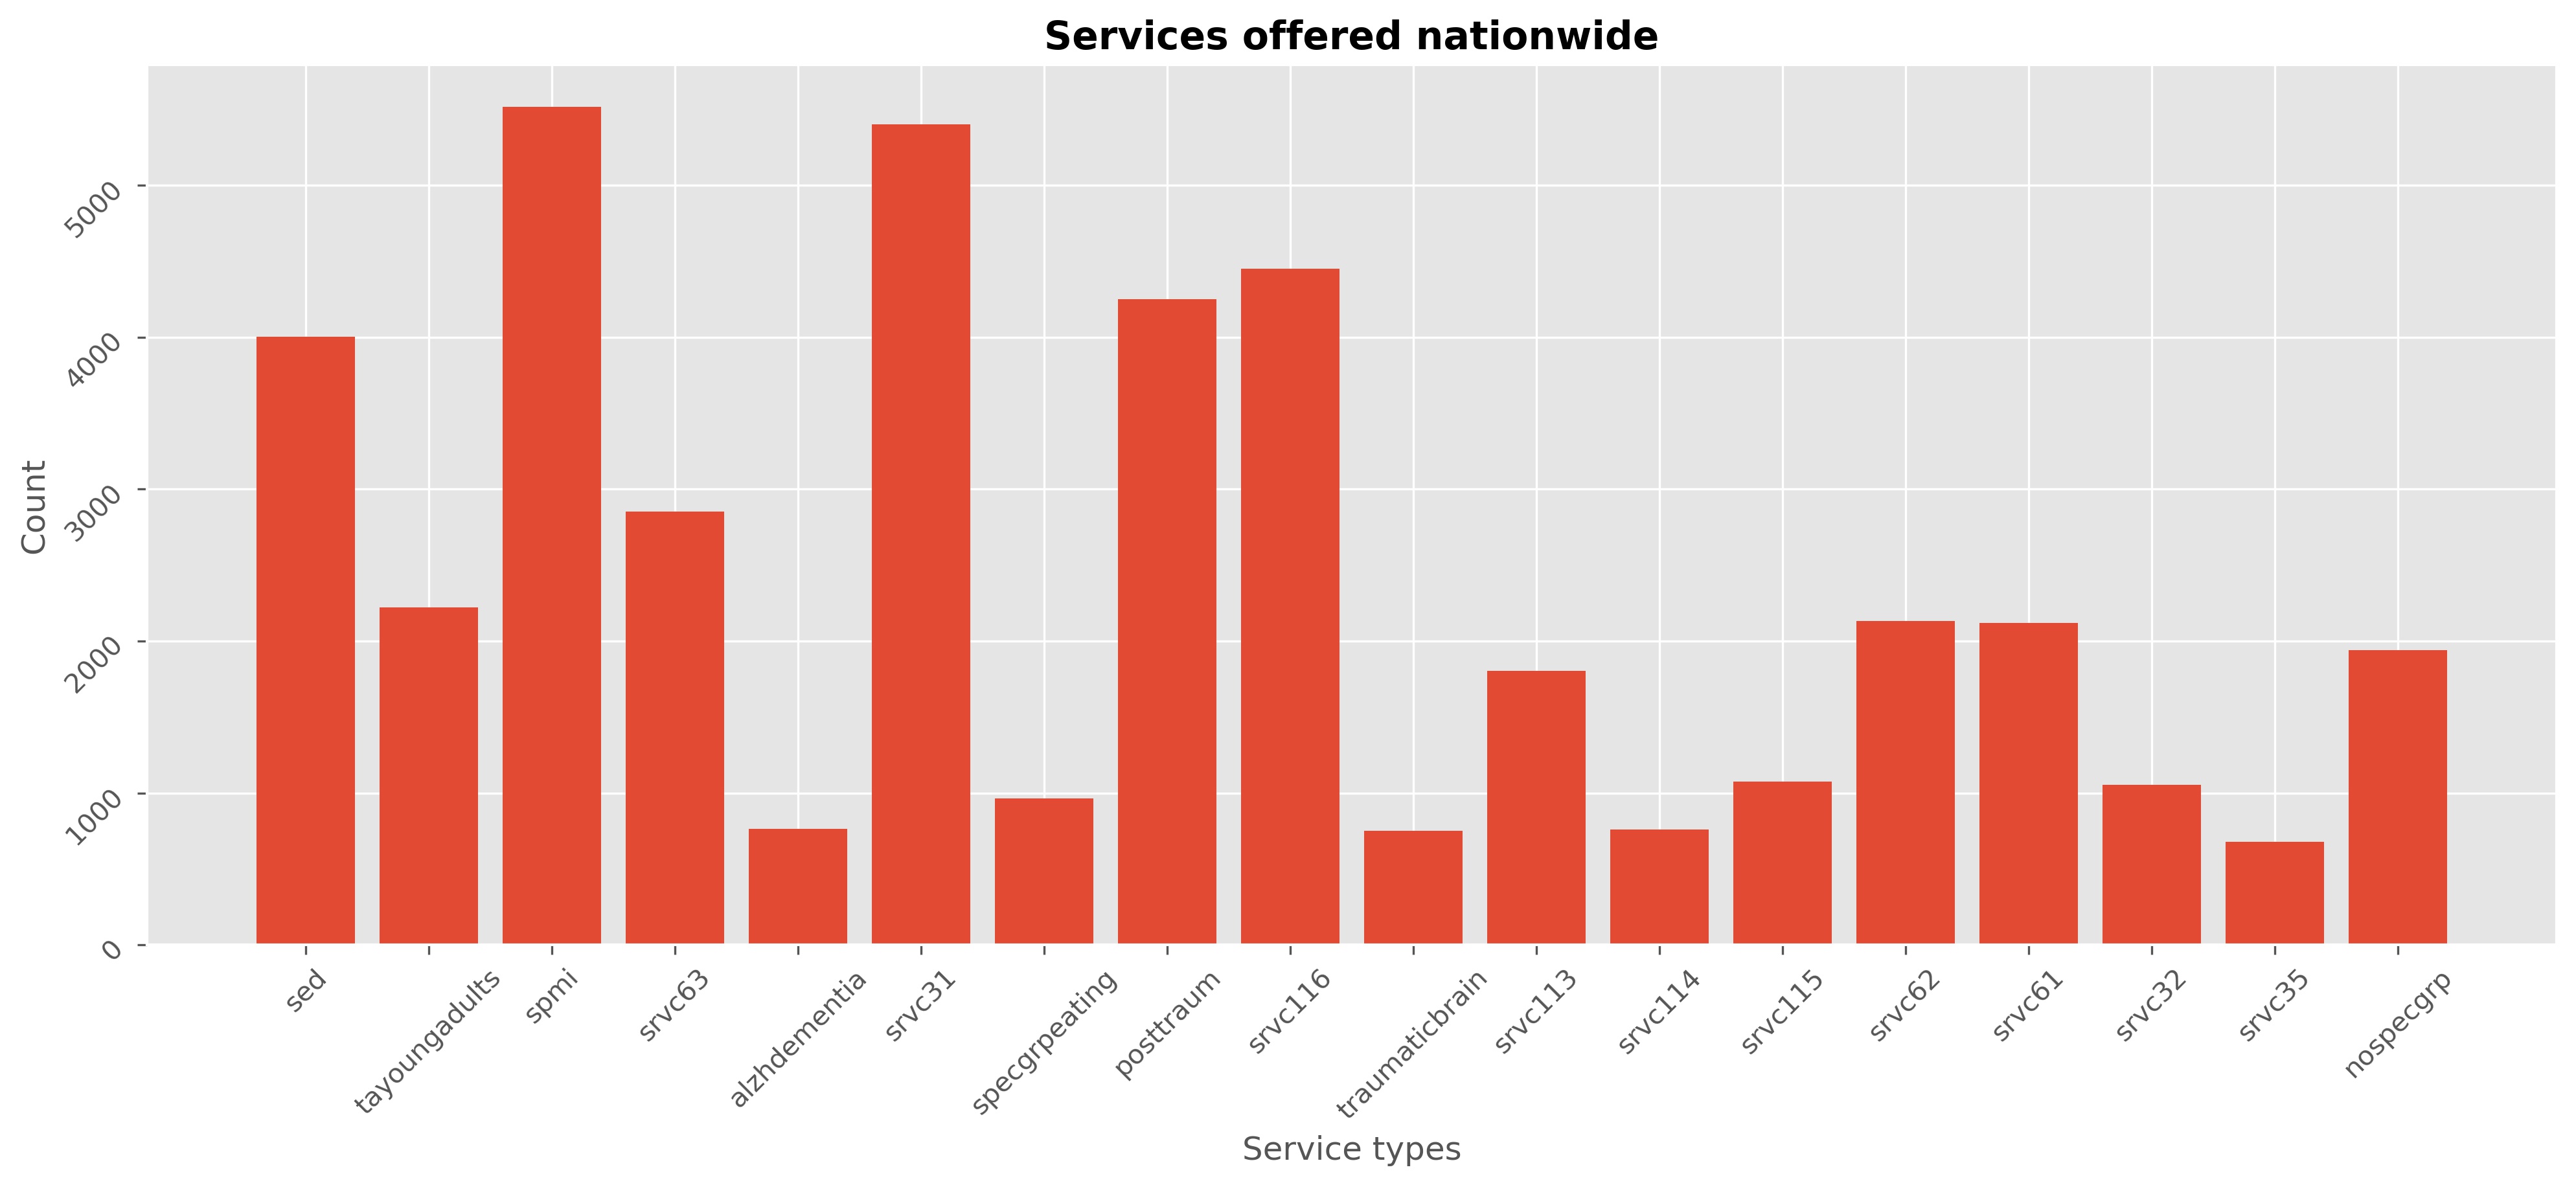 Services offered nationwide
Count
5000
4000
3000
2000
1000
0
sed
tayoungadults
spmi
srvc63
alzhdementia
srvc31
specgrpeating
posttraum
srvc116
traumaticbrain
srvc113
srvc114
srvc115
srvc62
srvc61
srvc32
srvc35
nospecgrp
Service types